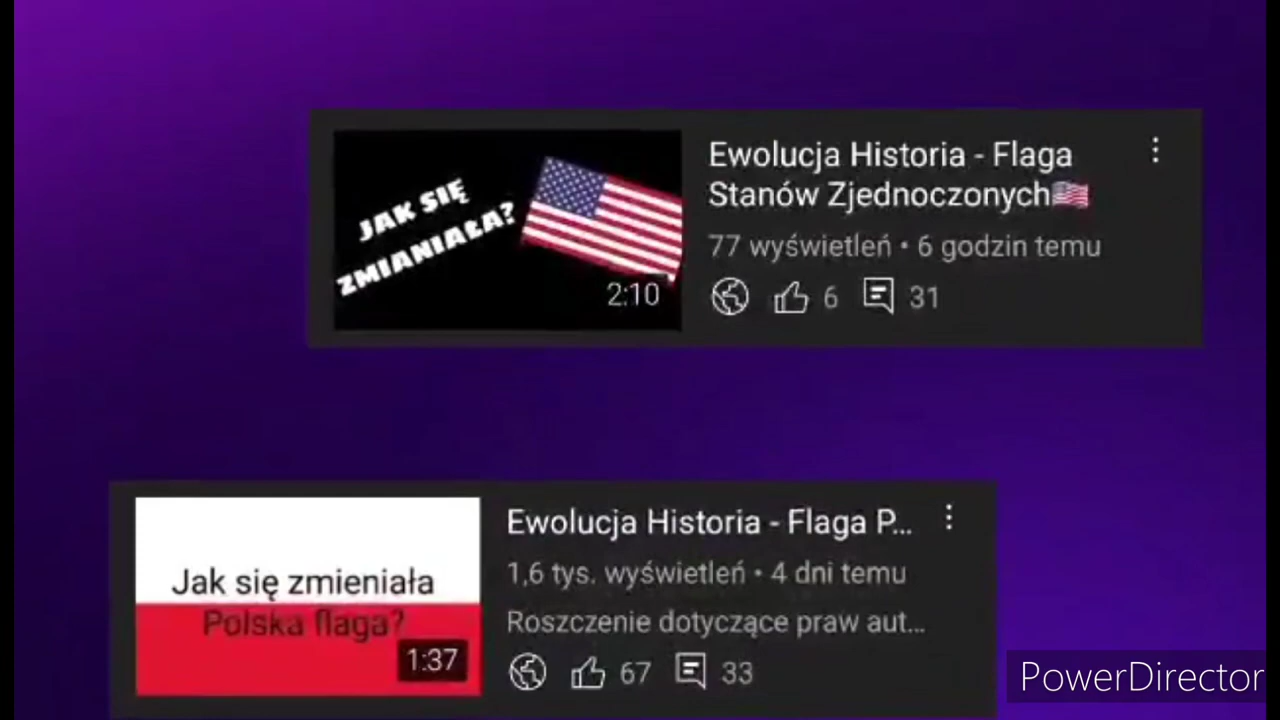 JAK SIĘ
ZMIANIAŁA?
2:10
Ewolucja Historia - Flaga
Stanów Zjednoczonych🇺🇸
77 wyświetleń • 6 godzin temu
6 31
Jak się zmieniała
Polska flaga?
1:37
Ewolucja Historia - Flaga P...
1,6 tys. wyświetleń • 4 dni temu
Roszczenie dotyczące praw aut...
67 33
PowerDirector